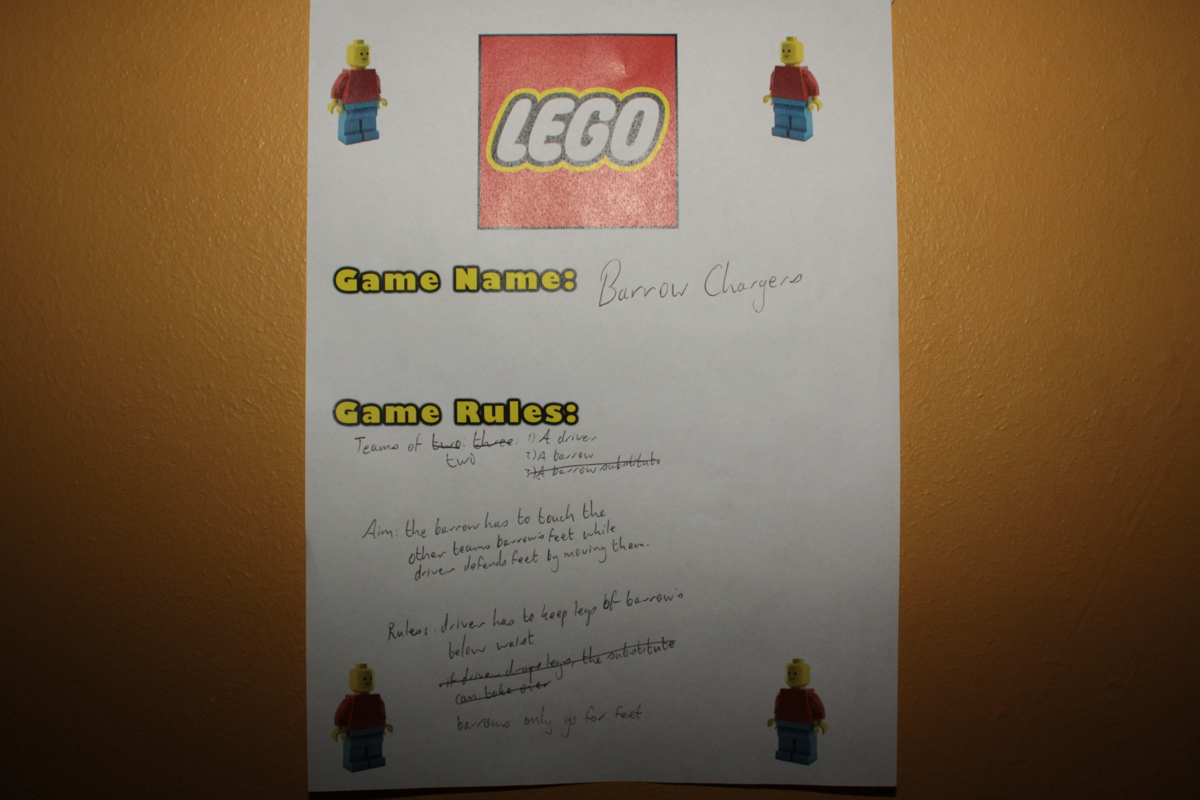 LEGO
Game Name: Barrow Chargers
Game Rules:
Teams of two three: 1) A driver
two 2) A barrow
3) A barrow substitute
Aim: the barrow has to touch the
other teams barrow's feet while
driver defends feet by moving them.
Rules: driver has to keep legs of barrow's
below waist
if driver drops legs, the substitute
can take over
barrows only go for feet